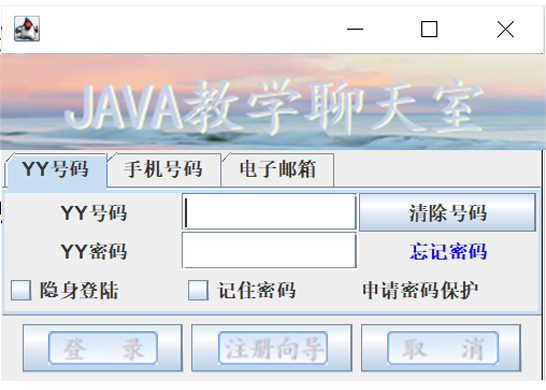 JAVA教学聊天室
YY号码 手机号码 电子邮箱
YY号码 清除号码
YY密码 忘记密码
隐身登陆 记住密码 申请密码保护
登 录 注册向导 取 消